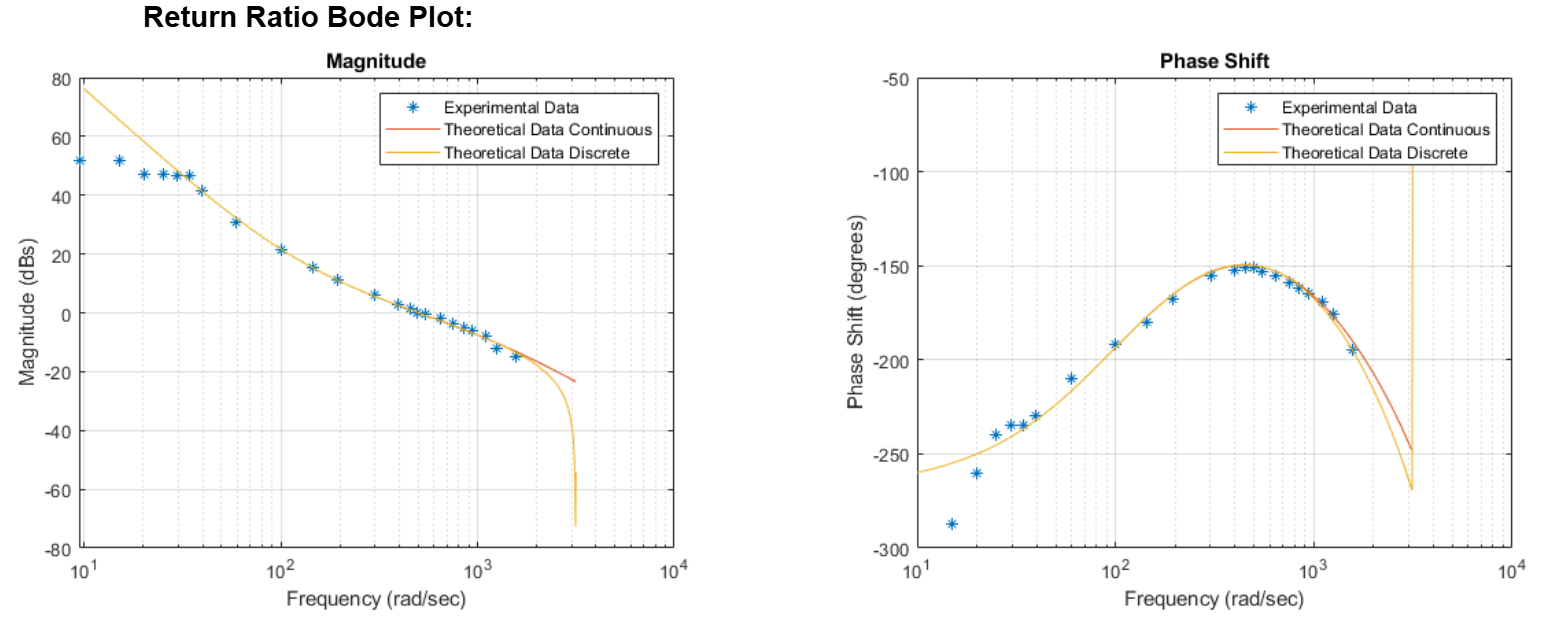 Return Ratio Bode Plot:
Magnitude
80
60
40
20
0
-20
-40
-60
-80
Magnitude (dBs)
Experimental Data
Theoretical Data Continuous
Theoretical Data Discrete
10^1
10^2
10^3
10^4
Frequency (rad/sec)
Phase Shift
-50
-100
-150
-200
-250
-300
Phase Shift (degrees)
Experimental Data
Theoretical Data Continuous
Theoretical Data Discrete
10^1
10^2
10^3
10^4
Frequency (rad/sec)